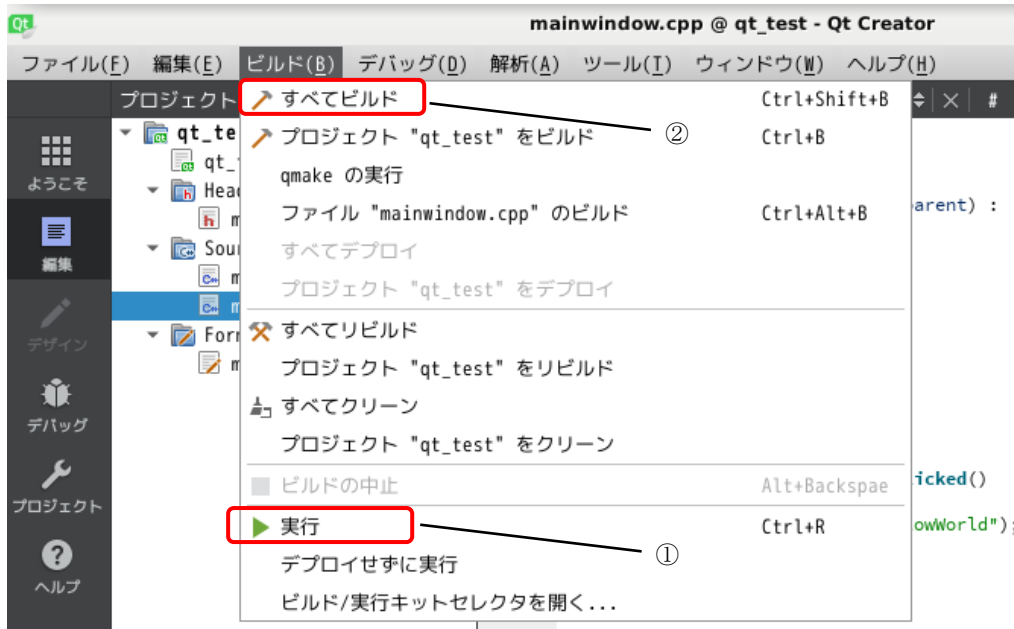 Qt mainwindow.cpp @ qt_test - Qt Creator
ファイル(F) 編集(E) ビルド(B) デバッグ(D) 解析(A) ツール(T) ウィンドウ(W) ヘルプ(H)
プロジェクト すべてビルド Ctrl+Shift+B #
qt_te プロジェクト "qt_test" をビルド Ctrl+B ②
qt_ qmake の実行
ようこそ
Head ファイル "mainwindow.cpp" のビルド Ctrl+Alt+B arent) :
h m
Sour すべてデプロイ
編集
C++ m プロジェクト "qt_test" をデプロイ
C++ m
Form すべてリビルド
デザイン
m プロジェクト "qt_test" をリビルド
すべてクリーン
デバッグ
プロジェクト "qt_test" をクリーン
ビルドの中止 Alt+Backspae icked()
プロジェクト
実行 Ctrl+R owWorld");
①
デプロイせずに実行
ヘルプ
ビルド/実行キットセレクタを開く...